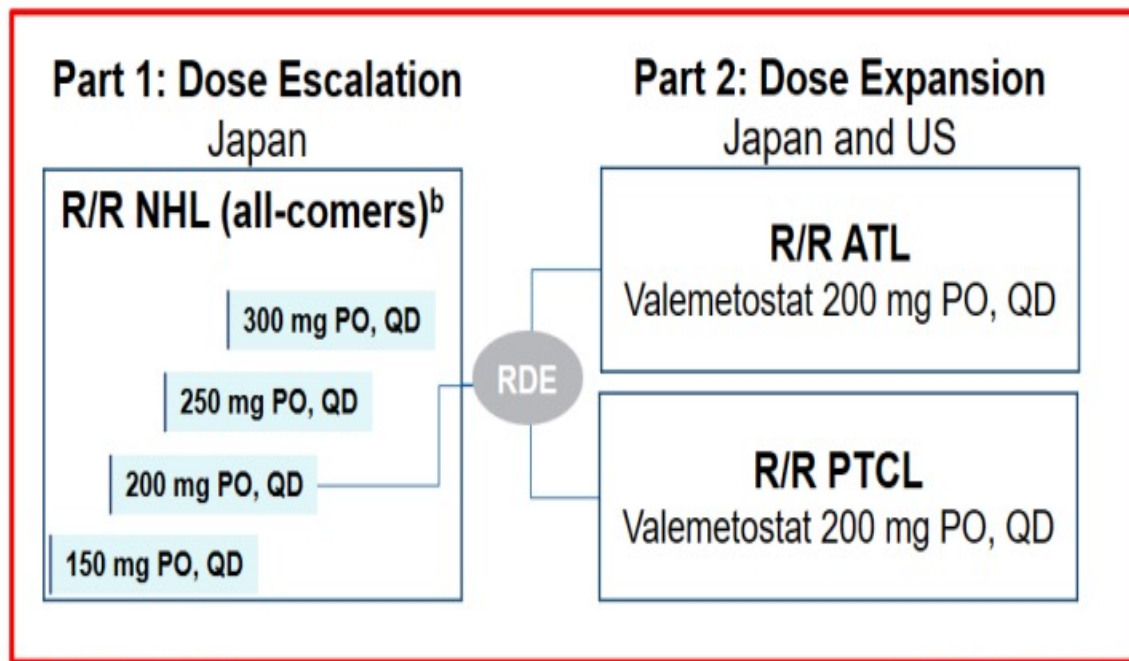 Part 1: Dose Escalation
Japan
R/R NHL (all-comers)b
300 mg PO, QD
250 mg PO, QD
200 mg PO, QD
150 mg PO, QD
RDE
Part 2: Dose Expansion
Japan and US
R/R ATL
Valemetostat 200 mg PO, QD
R/R PTCL
Valemetostat 200 mg PO, QD